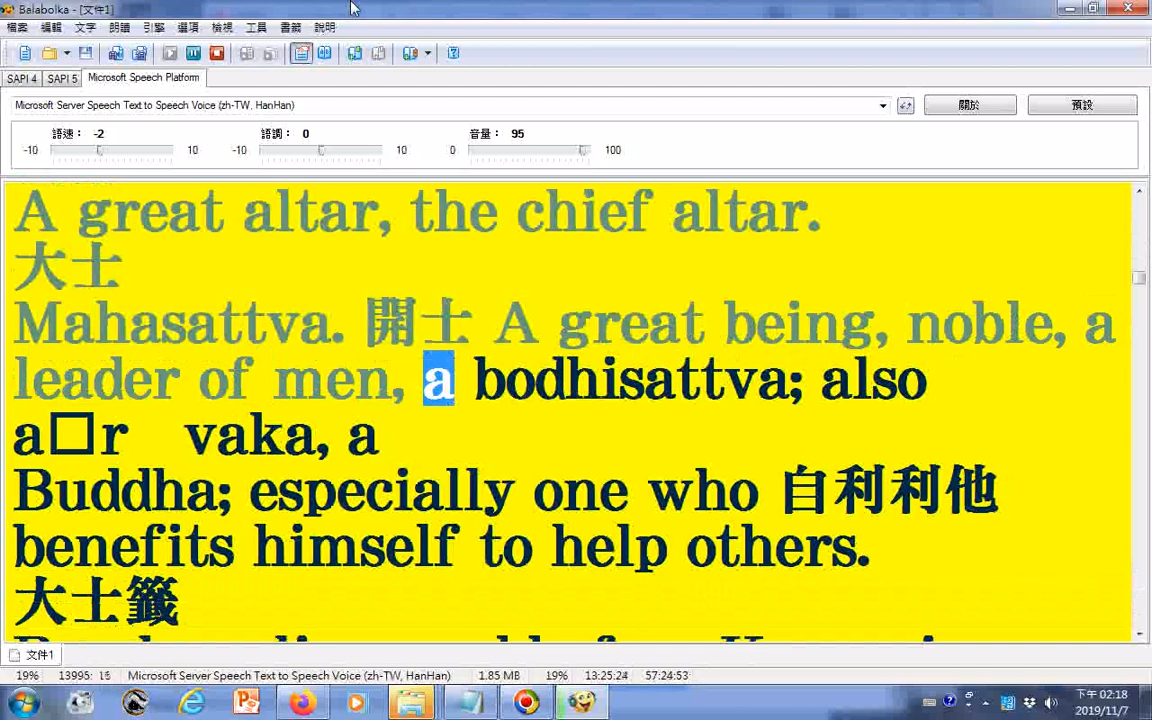 Balabolka - [文件1]
檔案 編輯 文字 朗讀 引擎 選項 檢視 工具 書籤 說明
SAPI 4 SAPI 5 Microsoft Speech Platform
Microsoft Server Speech Text to Speech Voice (zh-TW, HanHan) 關於 預設
語速： -2 語調： 0 音量： 95
-10 10 -10 10 0 100
A great altar, the chief altar.
大士
Mahasattva. 開士 A great being, noble, a
leader of men, a bodhisattva; also
a□r vaka, a
Buddha; especially one who 自利利他
benefits himself to help others.
大士籤
文件1
19% 13995: 15 Microsoft Server Speech Text to Speech Voice (zh-TW, HanHan) 1.85 MB 19% 13:25:24 57:24:53
下午 02:18
2019/11/7